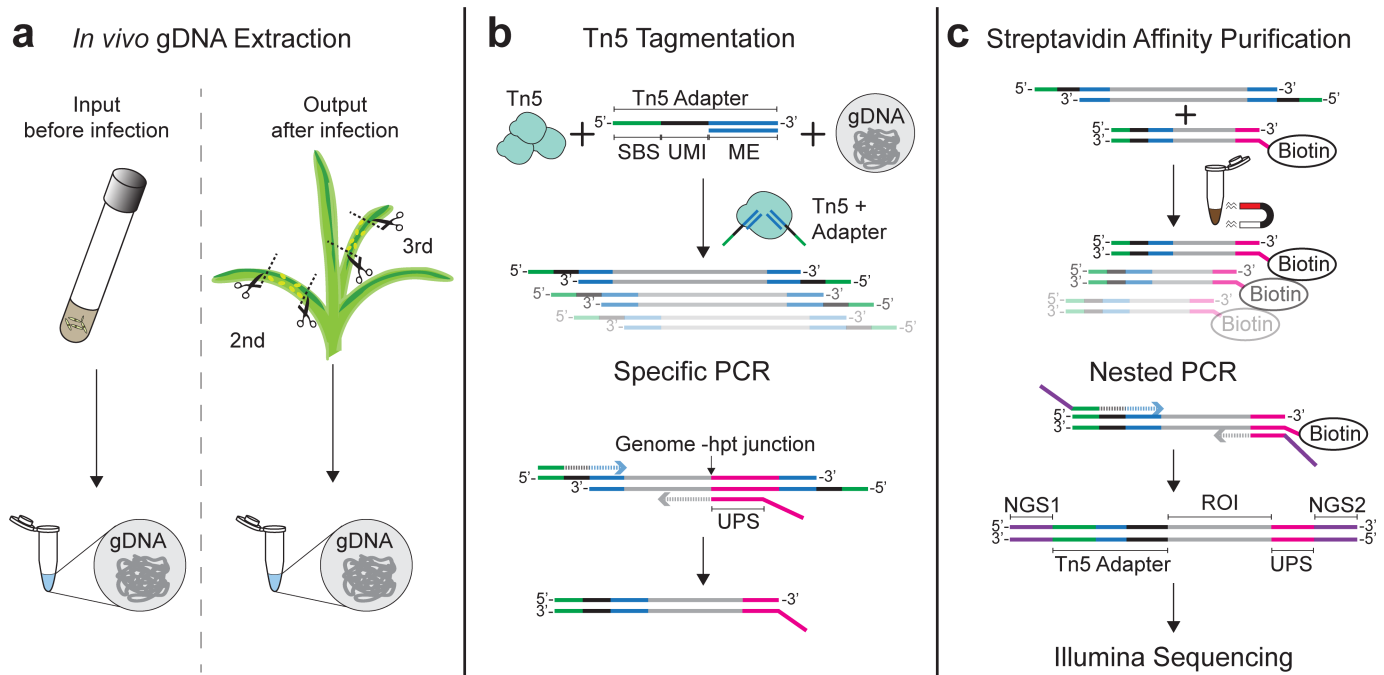 a In vivo gDNA Extraction
Input
before infection
Output
after infection
3rd
2nd
gDNA
gDNA
b Tn5 Tagmentation
Tn5
Tn5 Adapter
5'- -3'
SBS UMI ME
gDNA
Tn5 +
Adapter
5'- -3'
3'- -5'
5'- -3'
3'- -5'
5'- -3'
3'- -5'
Specific PCR
Genome -hpt junction
5'- -3'
3'- -5'
UPS
5'- -3'
3'-
c Streptavidin Affinity Purification
5'- -3'
3'- -5'
+
5'- -3'
3'-
Biotin
5'- -3'
3'-
Biotin
5'- -3'
3'-
Biotin
5'- -3'
3'-
Biotin
Nested PCR
5'- -3'
3'-
Biotin
NGS1 ROI NGS2
5'- -3'
3'- -5'
Tn5 Adapter UPS
Illumina Sequencing